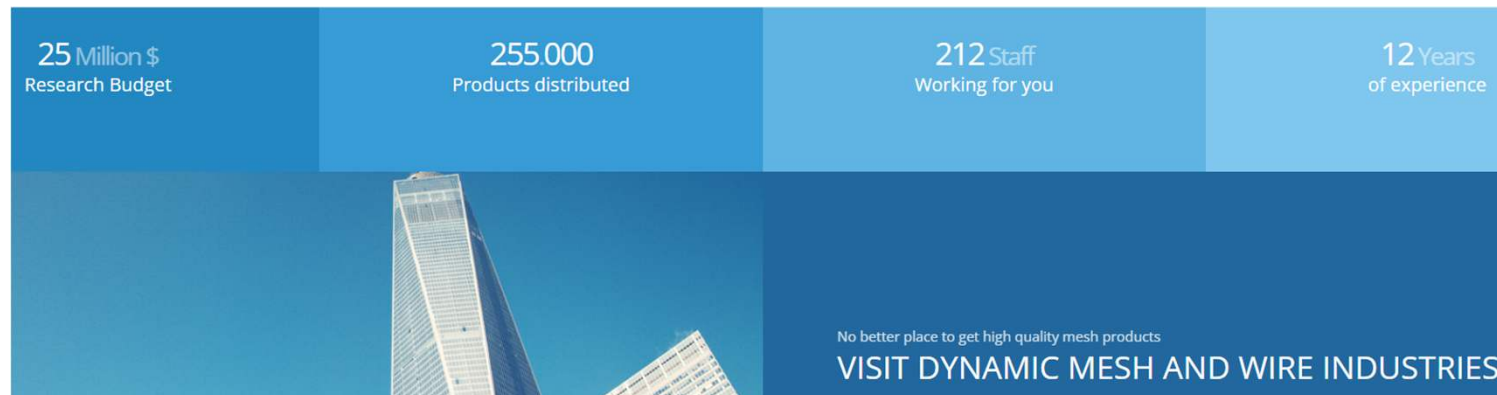 25 Million $
Research Budget
255.000
Products distributed
212 Staff
Working for you
12 Years
of experience
No better place to get high quality mesh products
VISIT DYNAMIC MESH AND WIRE INDUSTRIES